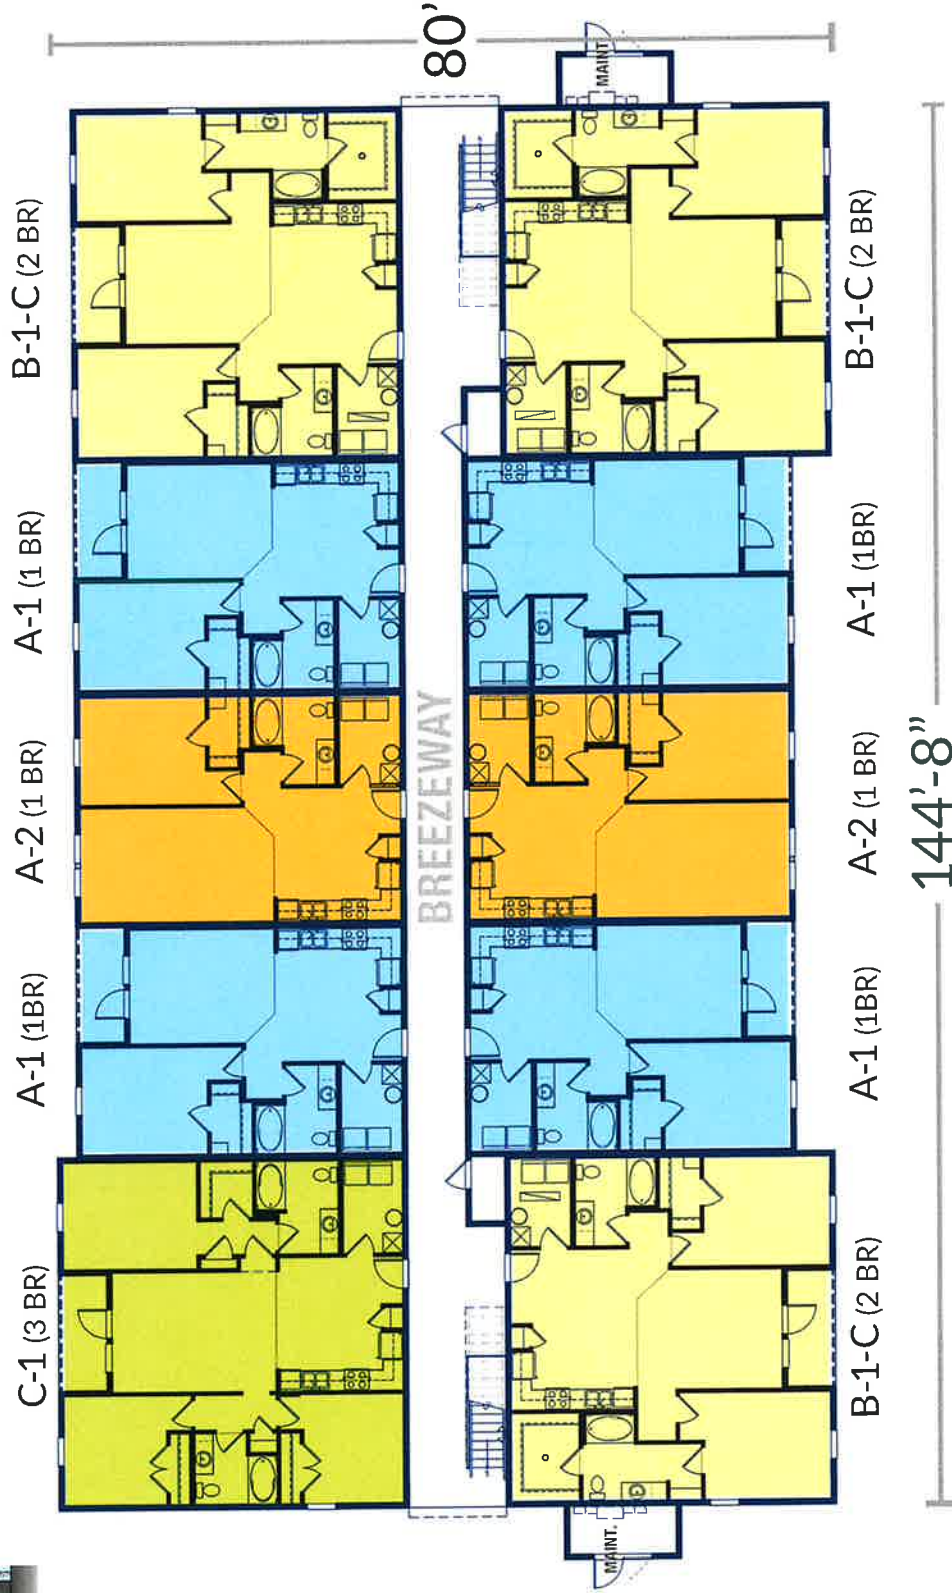 C-1 (3 BR)
A-1 (1BR)
A-2 (1 BR)
A-1 (1 BR)
B-1-C (2 BR)
80'
BREEZEWAY
MAINT.
MAINT.
B-1-C (2 BR)
A-1 (1BR)
A-2 (1 BR)
A-1 (1BR)
B-1-C (2 BR)
144'-8"